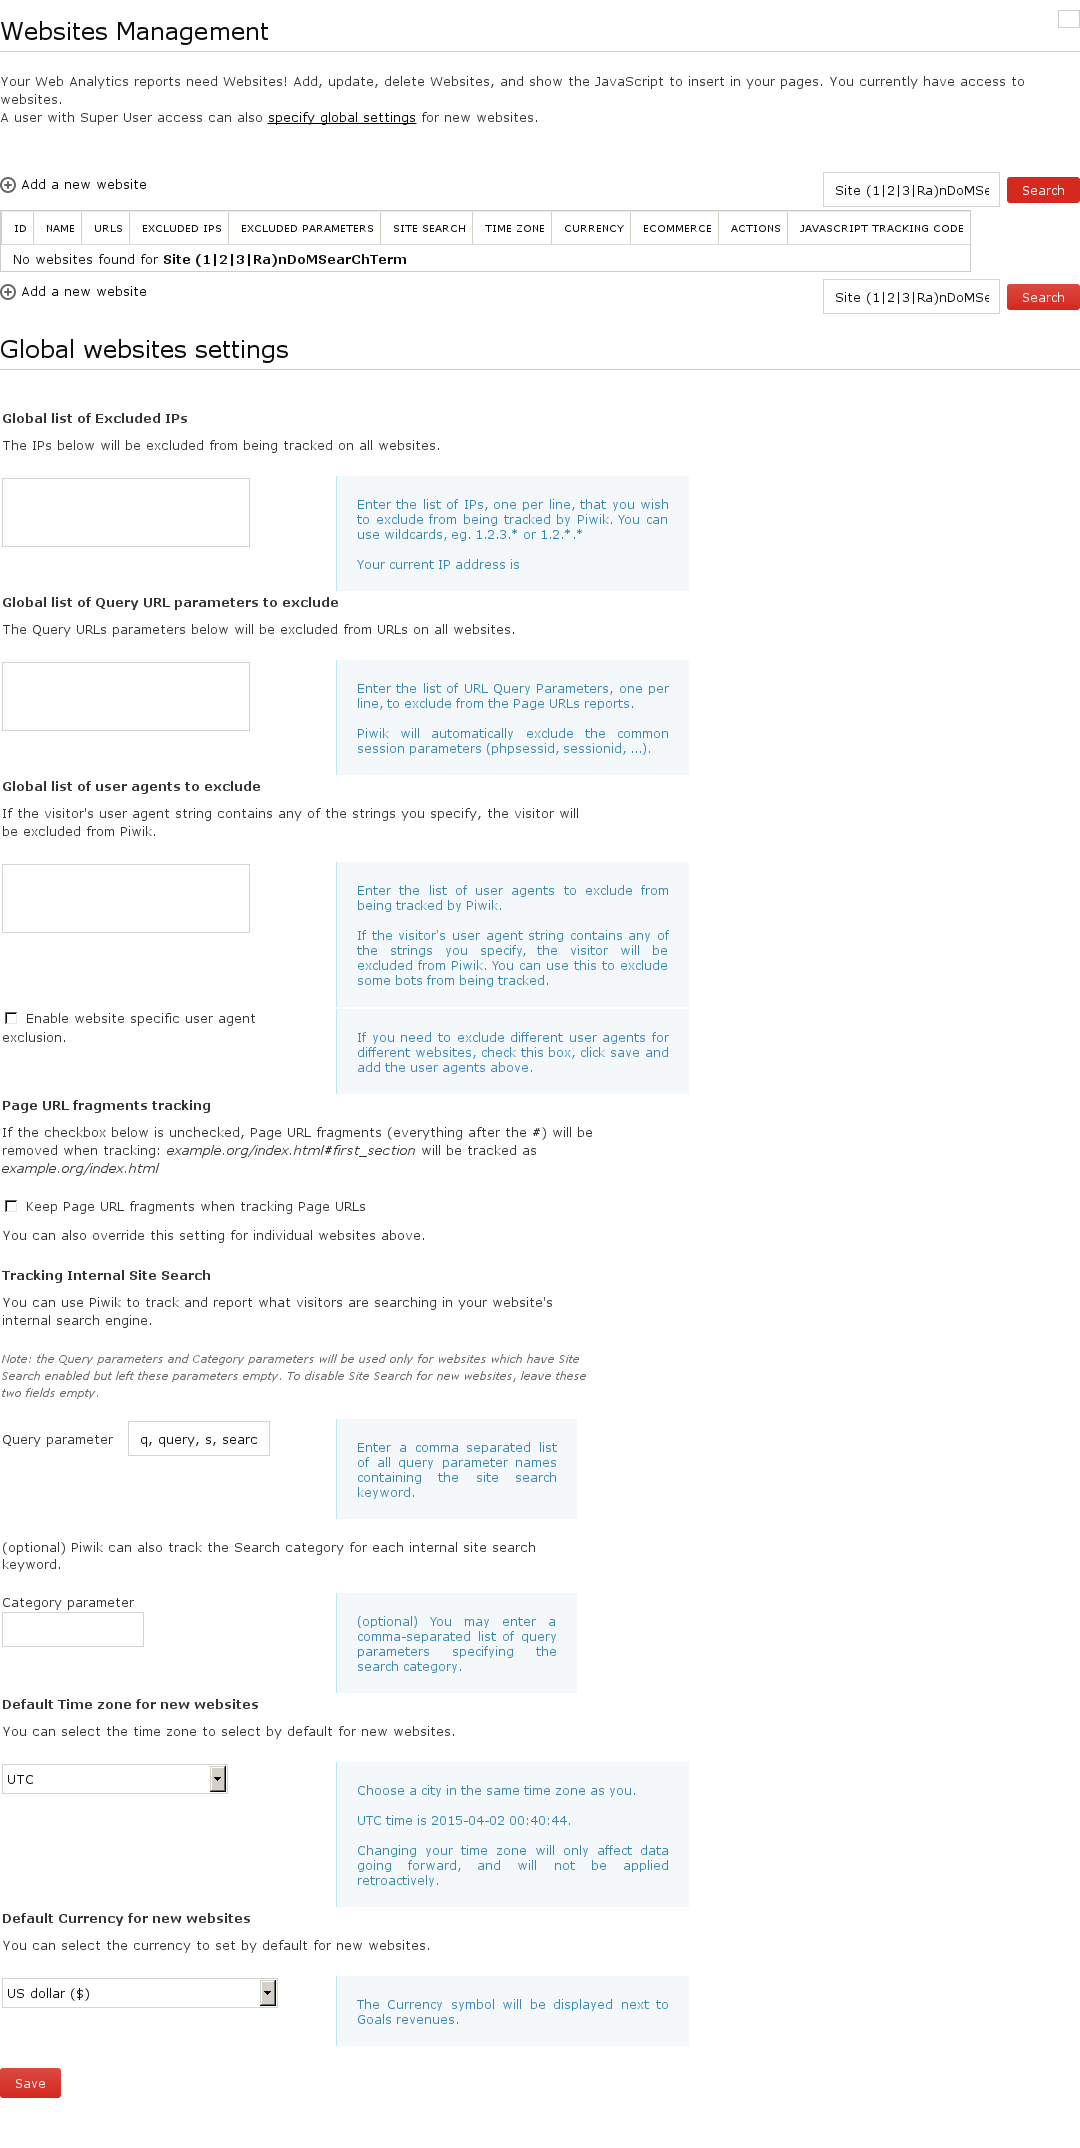 Websites Management
Your Web Analytics reports need Websites! Add, update, delete Websites, and show the JavaScript to insert in your pages. You currently have access to
websites.
A user with Super User access can also specify global settings for new websites.
Add a new website
Site (1|2|3|Ra)nDoMSe
Search
ID NAME URLS EXCLUDED IPS EXCLUDED PARAMETERS SITE SEARCH TIME ZONE CURRENCY ECOMMERCE ACTIONS JAVASCRIPT TRACKING CODE
No websites found for Site (1|2|3|Ra)nDoMSearChTerm
Add a new website
Site (1|2|3|Ra)nDoMSe
Search
Global websites settings
Global list of Excluded IPs
The IPs below will be excluded from being tracked on all websites.
Enter the list of IPs, one per line, that you wish
to exclude from being tracked by Piwik. You can
use wildcards, eg. 1.2.3.* or 1.2.*.*
Your current IP address is
Global list of Query URL parameters to exclude
The Query URLs parameters below will be excluded from URLs on all websites.
Enter the list of URL Query Parameters, one per
line, to exclude from the Page URLs reports.
Piwik will automatically exclude the common
session parameters (phpsessid, sessionid, ...).
Global list of user agents to exclude
If the visitor's user agent string contains any of the strings you specify, the visitor will
be excluded from Piwik.
Enter the list of user agents to exclude from
being tracked by Piwik.
If the visitor's user agent string contains any of
the strings you specify, the visitor will be
excluded from Piwik. You can use this to exclude
some bots from being tracked.
Enable website specific user agent
exclusion.
If you need to exclude different user agents for
different websites, check this box, click save and
add the user agents above.
Page URL fragments tracking
If the checkbox below is unchecked, Page URL fragments (everything after the #) will be
removed when tracking: example.org/index.html#first_section will be tracked as
example.org/index.html
Keep Page URL fragments when tracking Page URLs
You can also override this setting for individual websites above.
Tracking Internal Site Search
You can use Piwik to track and report what visitors are searching in your website's
internal search engine.
Note: the Query parameters and Category parameters will be used only for websites which have Site
Search enabled but left these parameters empty. To disable Site Search for new websites, leave these
two fields empty.
Query parameter
q, query, s, searc
Enter a comma separated list
of all query parameter names
containing the site search
keyword.
(optional) Piwik can also track the Search category for each internal site search
keyword.
Category parameter
(optional) You may enter a
comma-separated list of query
parameters specifying the
search category.
Default Time zone for new websites
You can select the time zone to select by default for new websites.
UTC
Choose a city in the same time zone as you.
UTC time is 2015-04-02 00:40:44.
Changing your time zone will only affect data
going forward, and will not be applied
retroactively.
Default Currency for new websites
You can select the currency to set by default for new websites.
US dollar ($)
The Currency symbol will be displayed next to
Goals revenues.
Save